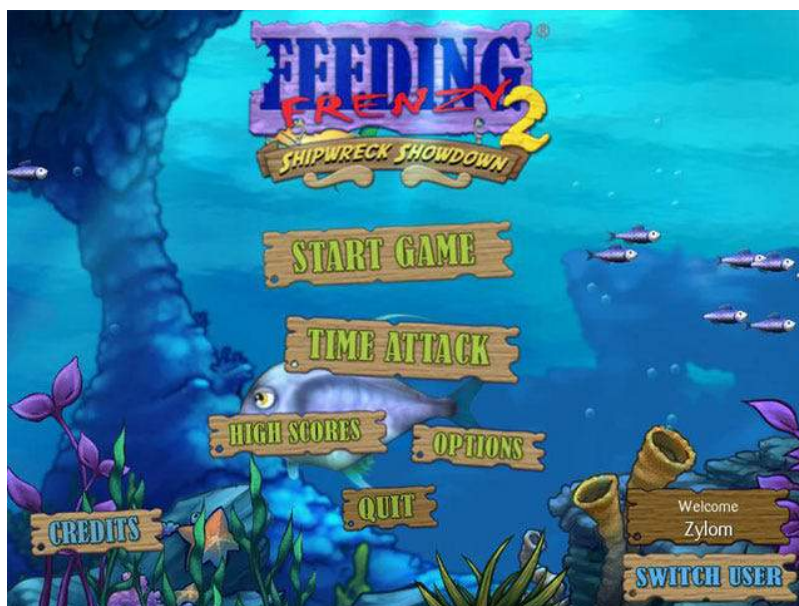 FEEDING
FRENZY 2
®
SHIPWRECK SHOWDOWN
START GAME
TIME ATTACK
HIGH SCORES
OPTIONS
QUIT
CREDITS
Welcome
Zylom
SWITCH USER